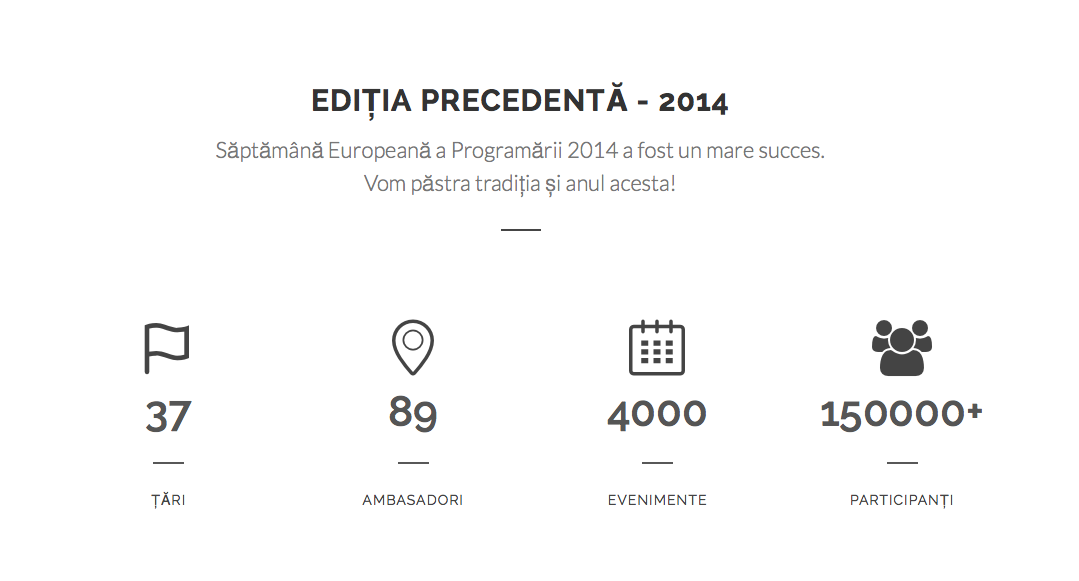 EDIȚIA PRECEDENTĂ - 2014
Săptămână Europeană a Programării 2014 a fost un mare succes.
Vom păstra tradiția și anul acesta!
37
89
4000
150000+
ȚĂRI
AMBASADORI
EVENIMENTE
PARTICIPANȚI